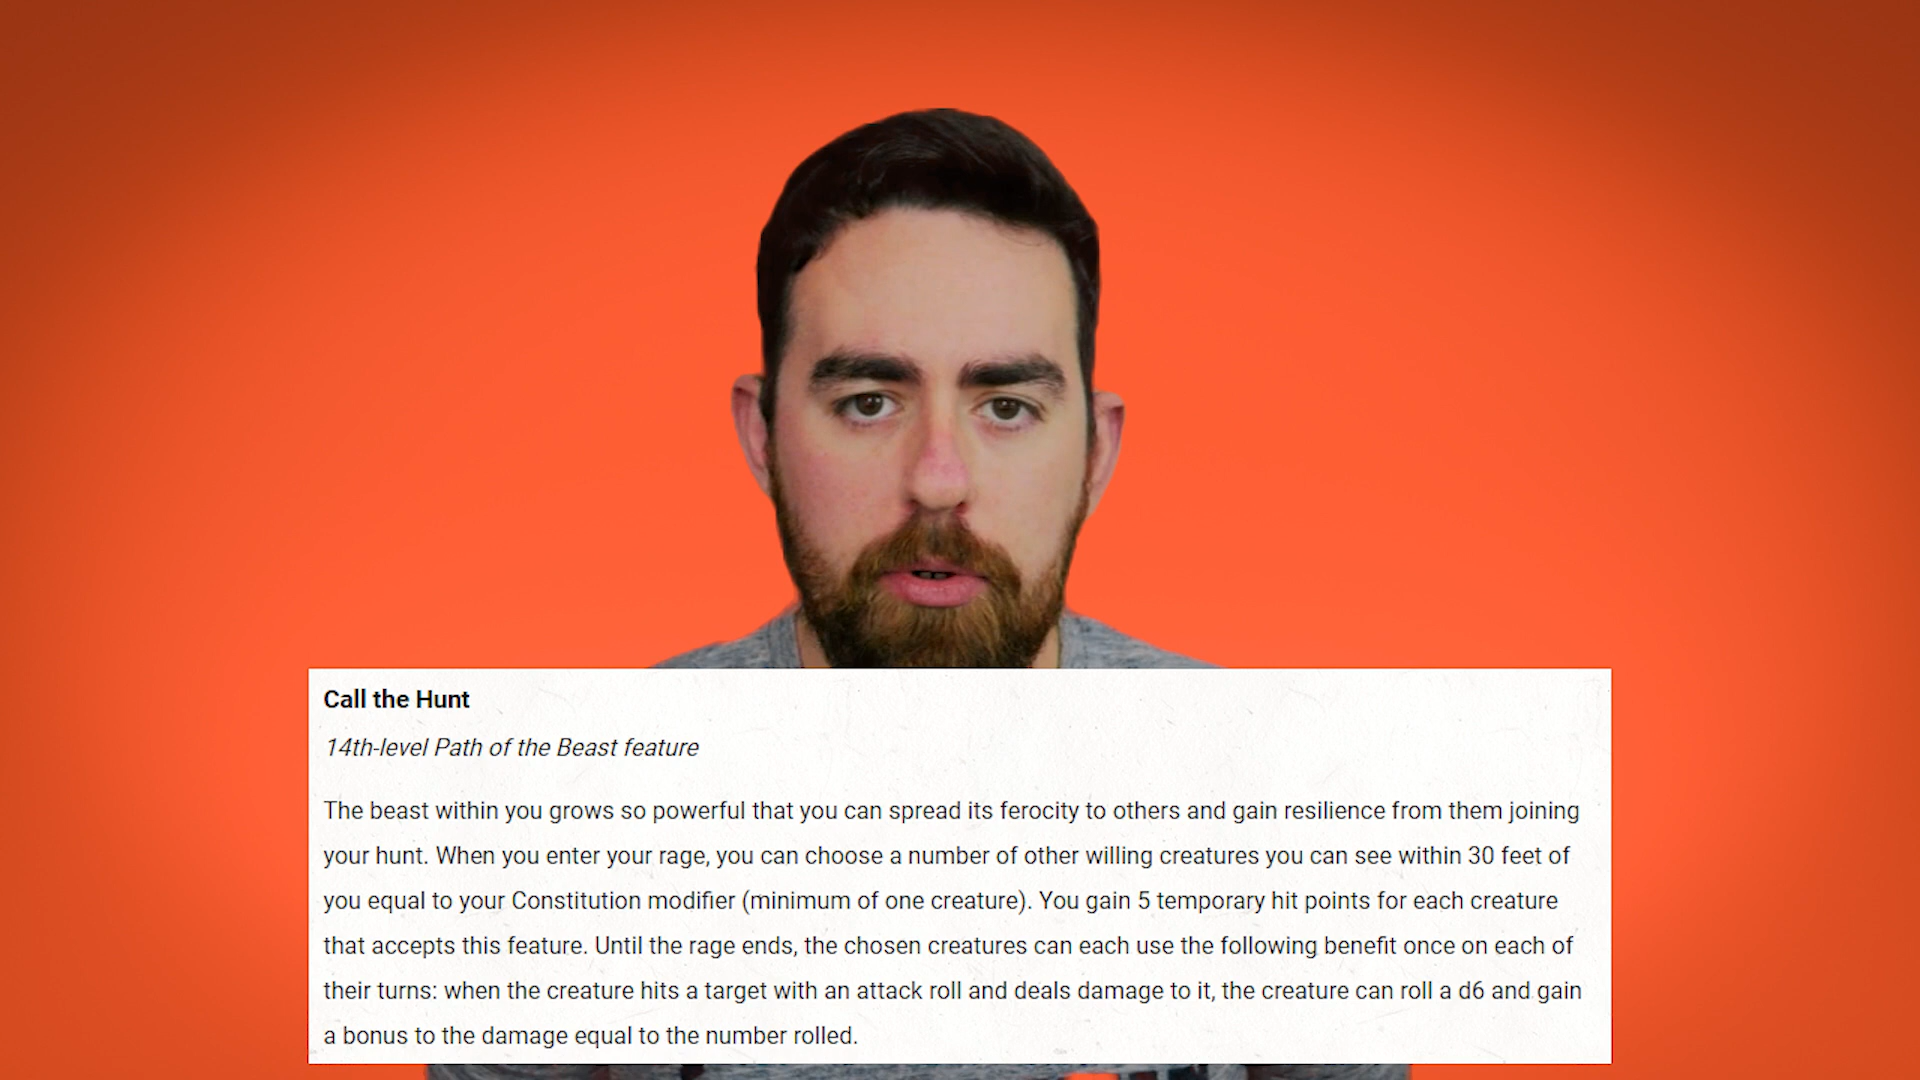 Call the Hunt
14th-level Path of the Beast feature
The beast within you grows so powerful that you can spread its ferocity to others and gain resilience from them joining
your hunt. When you enter your rage, you can choose a number of other willing creatures you can see within 30 feet of
you equal to your Constitution modifier (minimum of one creature). You gain 5 temporary hit points for each creature
that accepts this feature. Until the rage ends, the chosen creatures can each use the following benefit once on each of
their turns: when the creature hits a target with an attack roll and deals damage to it, the creature can roll a d6 and gain
a bonus to the damage equal to the number rolled.